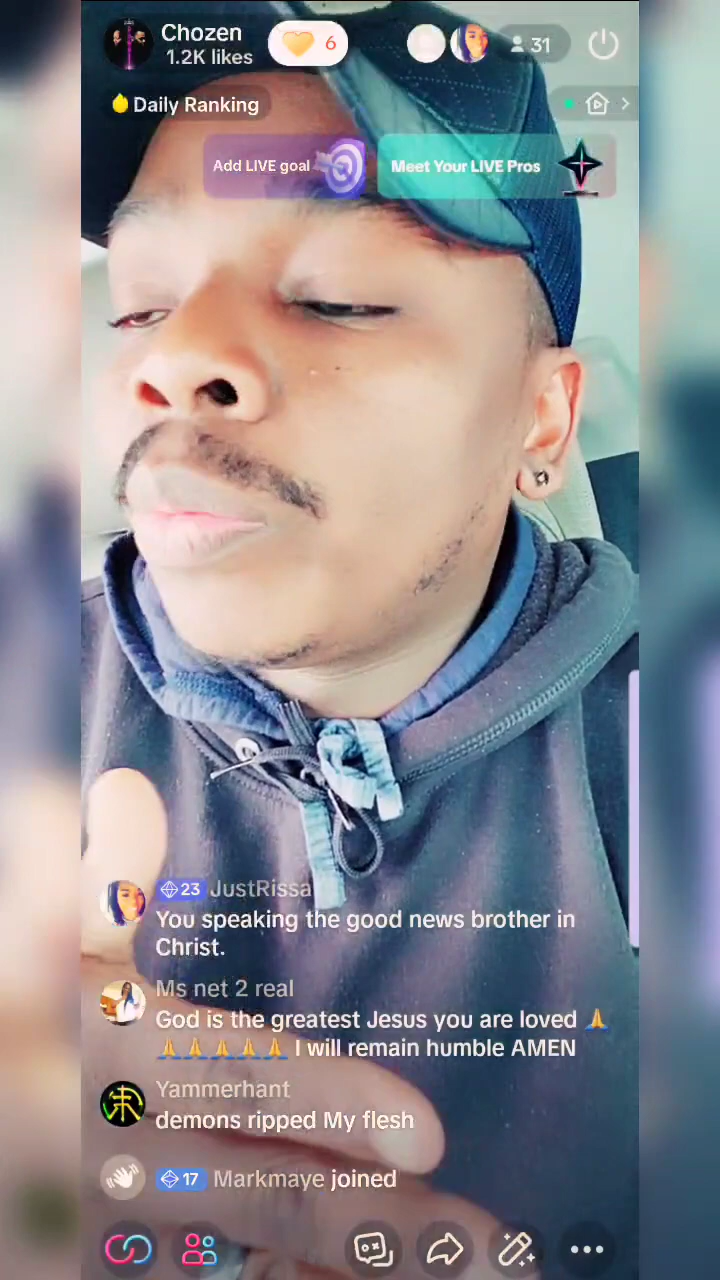 Chozen
1.2K likes
6
31
Daily Ranking
Add LIVE goal
Meet Your LIVE Pros
23 JustRissa
You speaking the good news brother in
Christ.
Ms net 2 real
God is the greatest Jesus you are loved 🙏
🙏🙏🙏🙏🙏 I will remain humble AMEN
Yammerhant
demons ripped My flesh
17 Markmaye joined